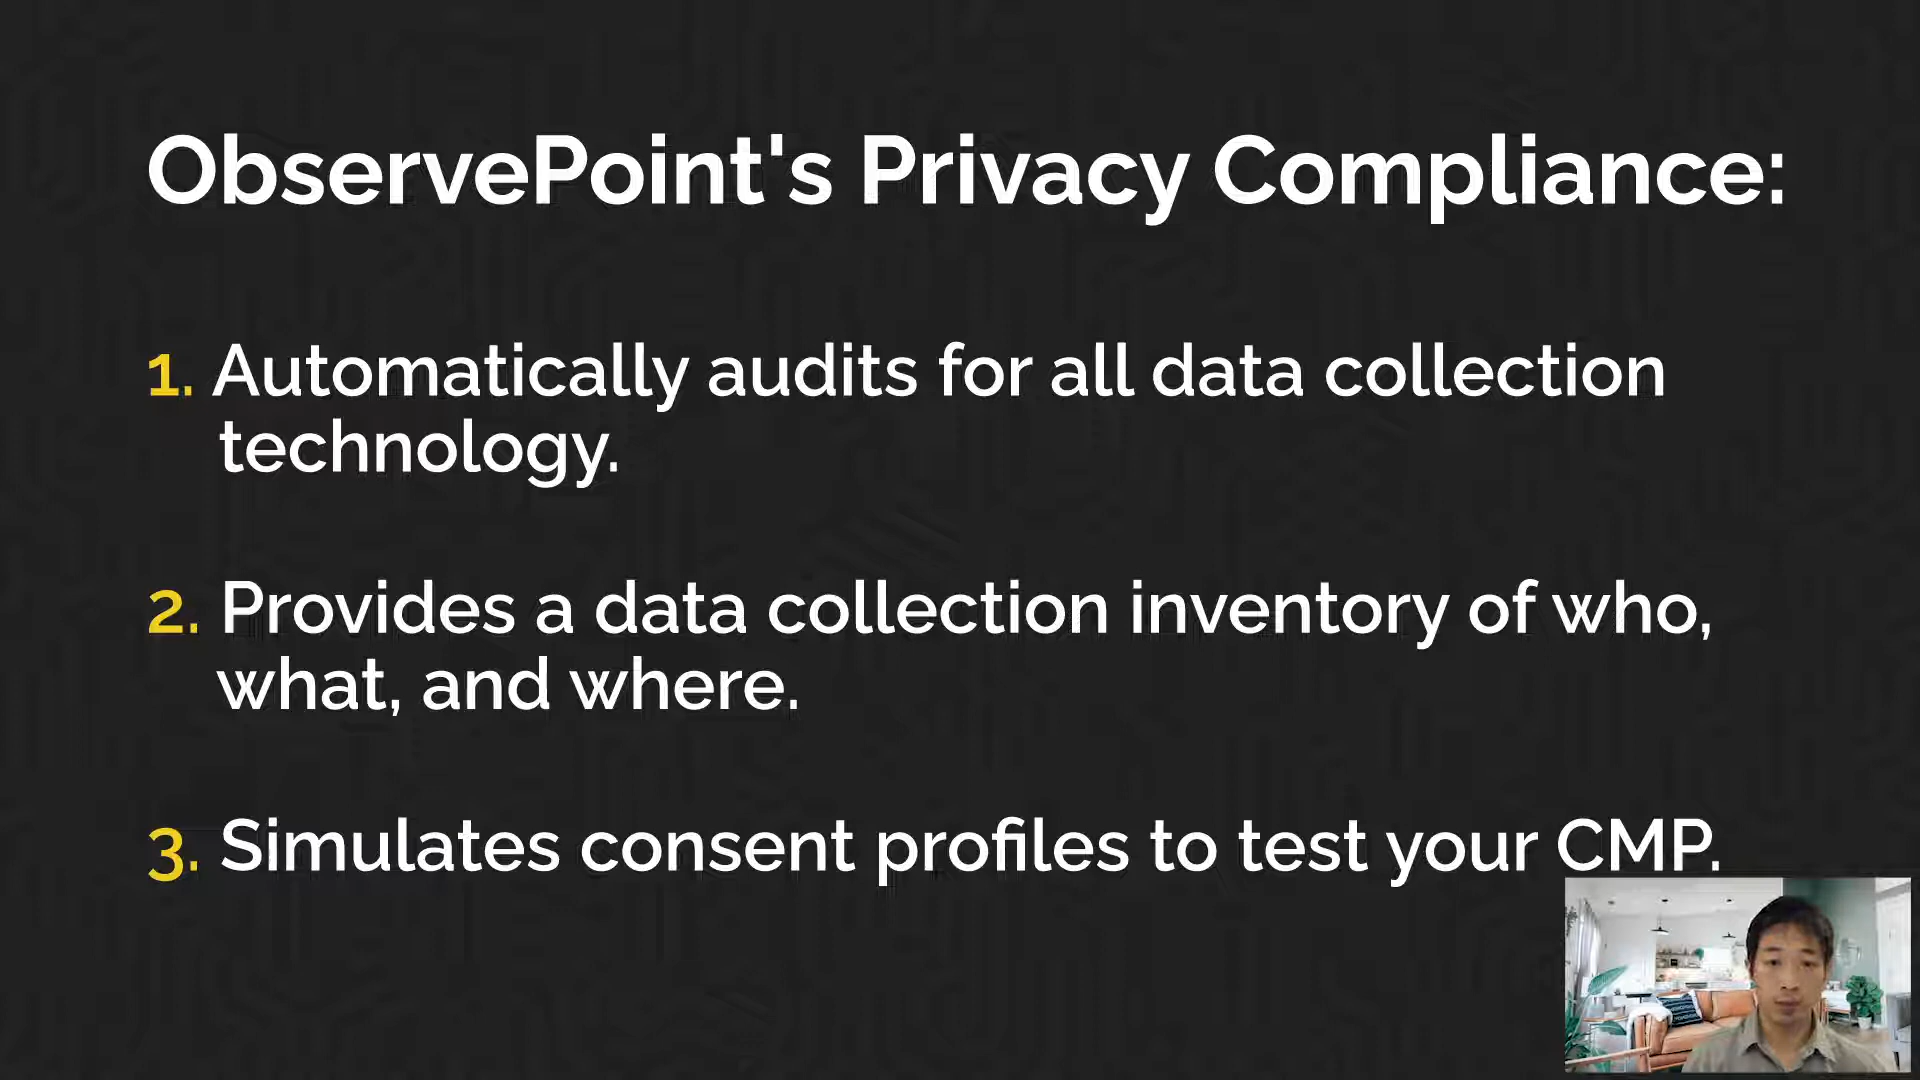 ObservePoint's Privacy Compliance:
1. Automatically audits for all data collection
technology.
2. Provides a data collection inventory of who,
what, and where.
3. Simulates consent profiles to test your CMP.